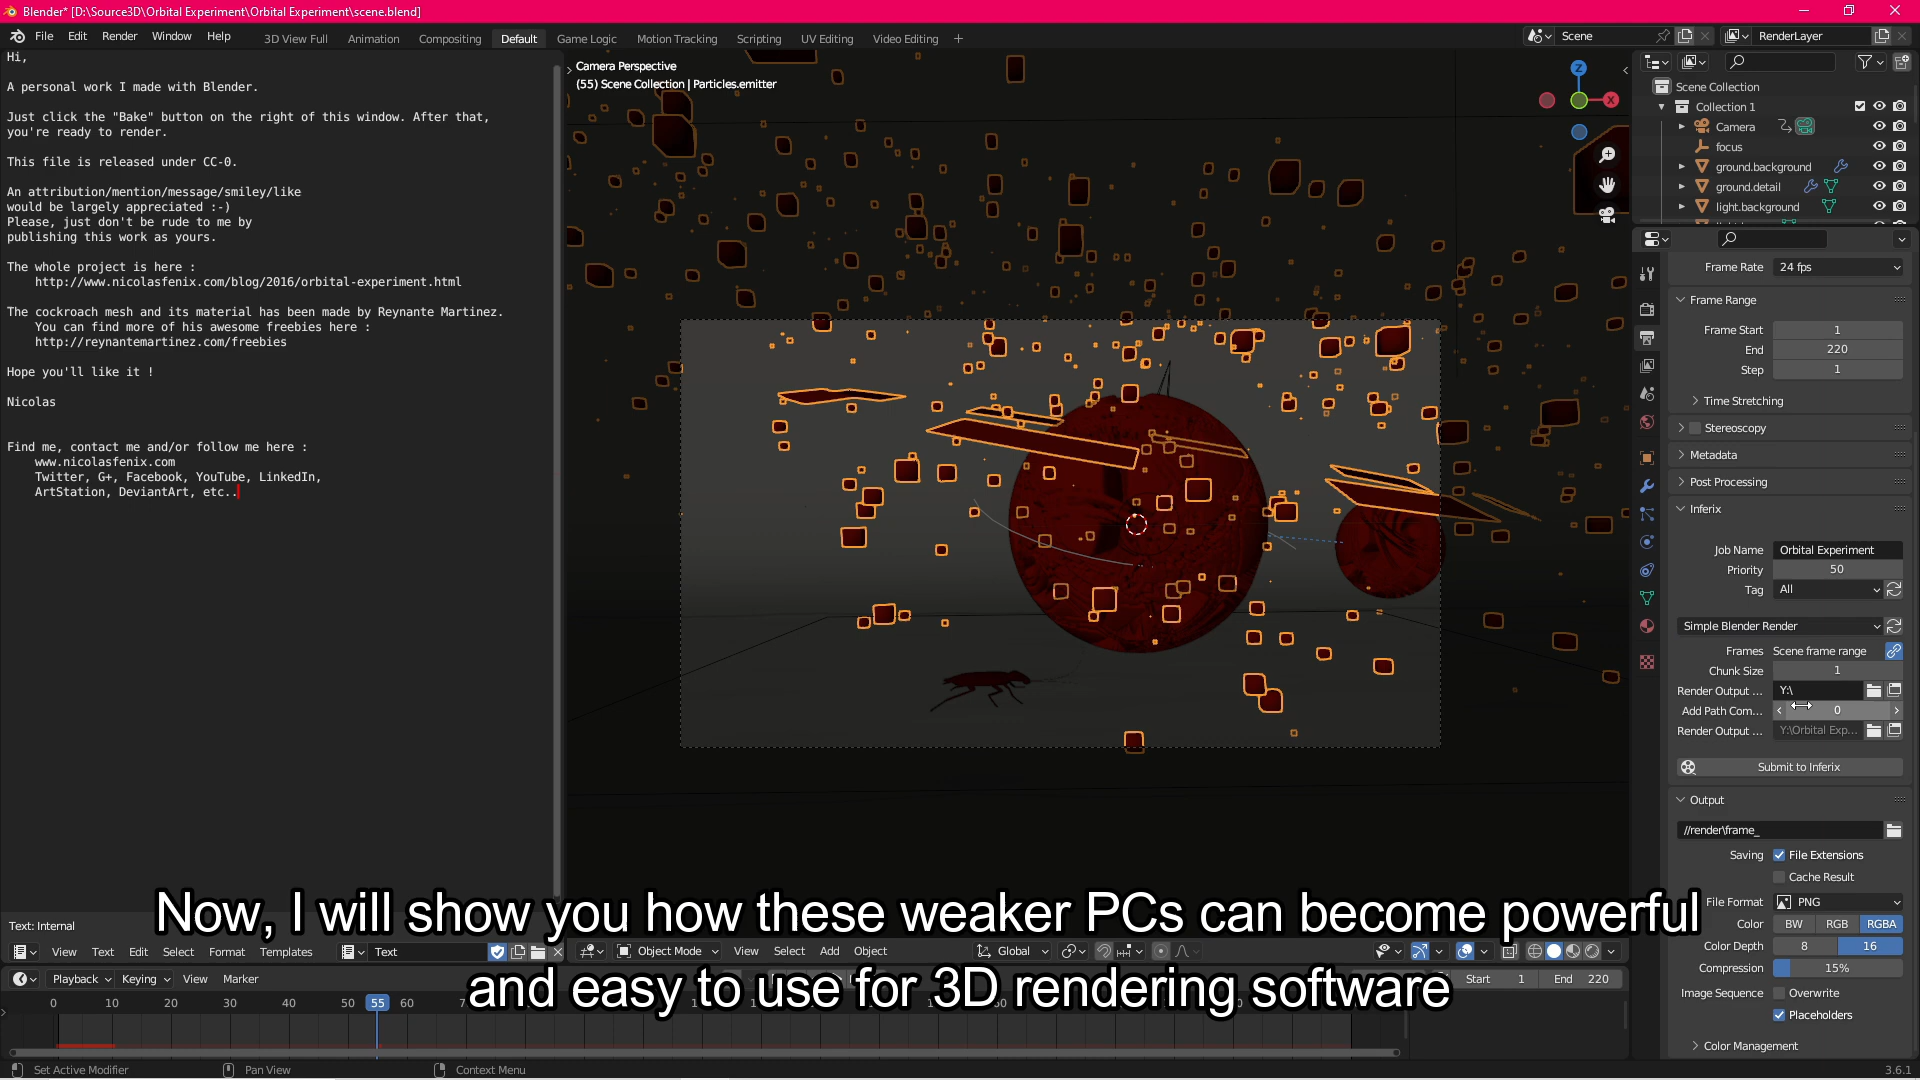 Blender* [D:\Source3D\Orbital Experiment\Orbital Experiment\scene.blend]
File Edit Render Window Help
3D View Full Animation Compositing Default Game Logic Motion Tracking Scripting UV Editing Video Editing +
Scene RenderLayer
Hi,
A personal work I made with Blender.
Just click the "Bake" button on the right of this window. After that,
you're ready to render.
This file is released under CC-0.
An attribution/mention/message/smiley/like
would be largely appreciated :-)
Please, just don't be rude to me by
publishing this work as yours.
The whole project is here :
http://www.nicolasfenix.com/blog/2016/orbital-experiment.html
The cockroach mesh and its material has been made by Reynante Martinez.
You can find more of his awesome freebies here :
http://reynantemartinez.com/freebies
Hope you'll like it !
Nicolas
Find me, contact me and/or follow me here :
www.nicolasfenix.com
Twitter, G+, Facebook, YouTube, LinkedIn,
ArtStation, DeviantArt, etc..
Camera Perspective
(55) Scene Collection | Particles.emitter
Z
X
Scene Collection
Collection 1
Camera
focus
ground.background
ground.detail
light.background
Frame Rate 24 fps
Frame Range
Frame Start 1
End 220
Step 1
Time Stretching
Stereoscopy
Metadata
Post Processing
Inferix
Job Name Orbital Experiment
Priority 50
Tag All
Simple Blender Render
Frames Scene frame range
Chunk Size 1
Render Output ... Y:\
Add Path Com... 0
Render Output ... Y:\Orbital Exp...
Submit to Inferix
Output
//render\frame_
Saving File Extensions
Cache Result
File Format PNG
Color BW RGB RGBA
Color Depth 8 16
Compression 15%
Image Sequence Overwrite
Placeholders
Color Management
Now, I will show you how these weaker PCs can become powerful
and easy to use for 3D rendering software
Text: Internal
View Text Edit Select Format Templates Text
Object Mode View Select Add Object Global
Playback Keying View Marker
Start 1 End 220
0 10 20 30 40 50 55 60
Set Active Modifier Pan View Context Menu
3.6.1